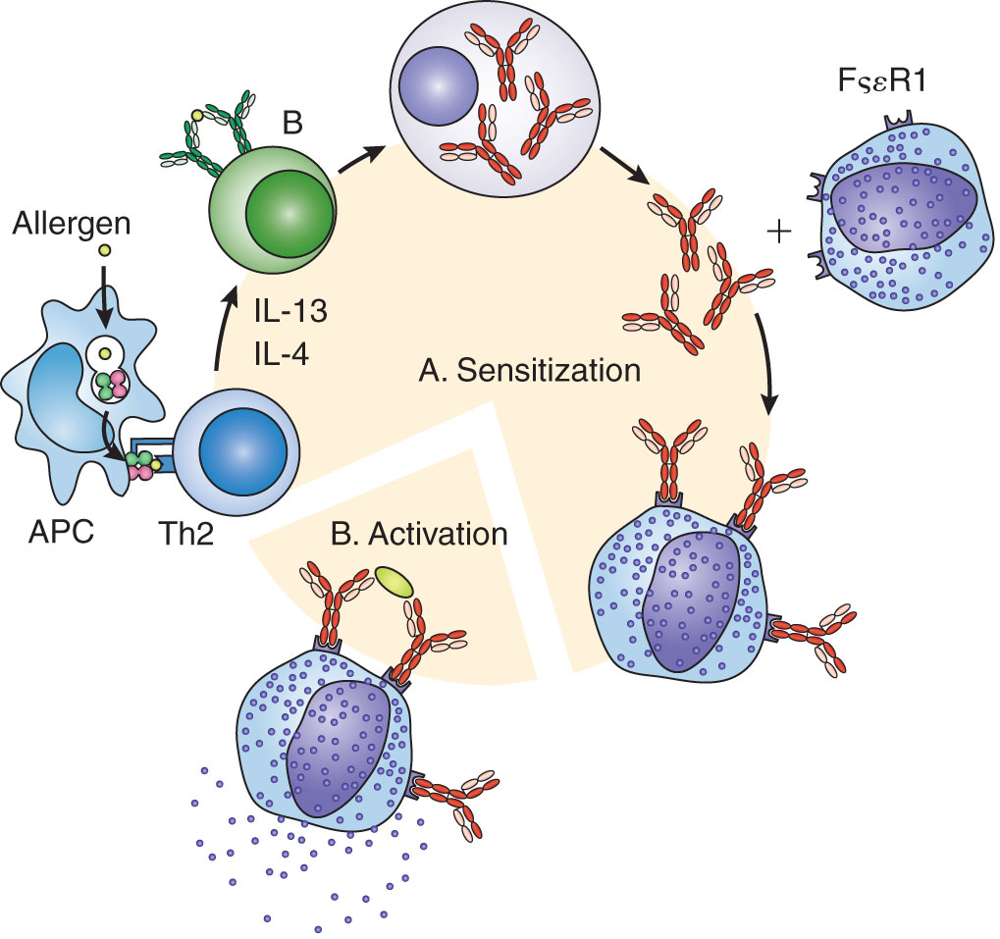 FςεR1
B
Allergen
+
IL-13
IL-4
A. Sensitization
APC
Th2
B. Activation